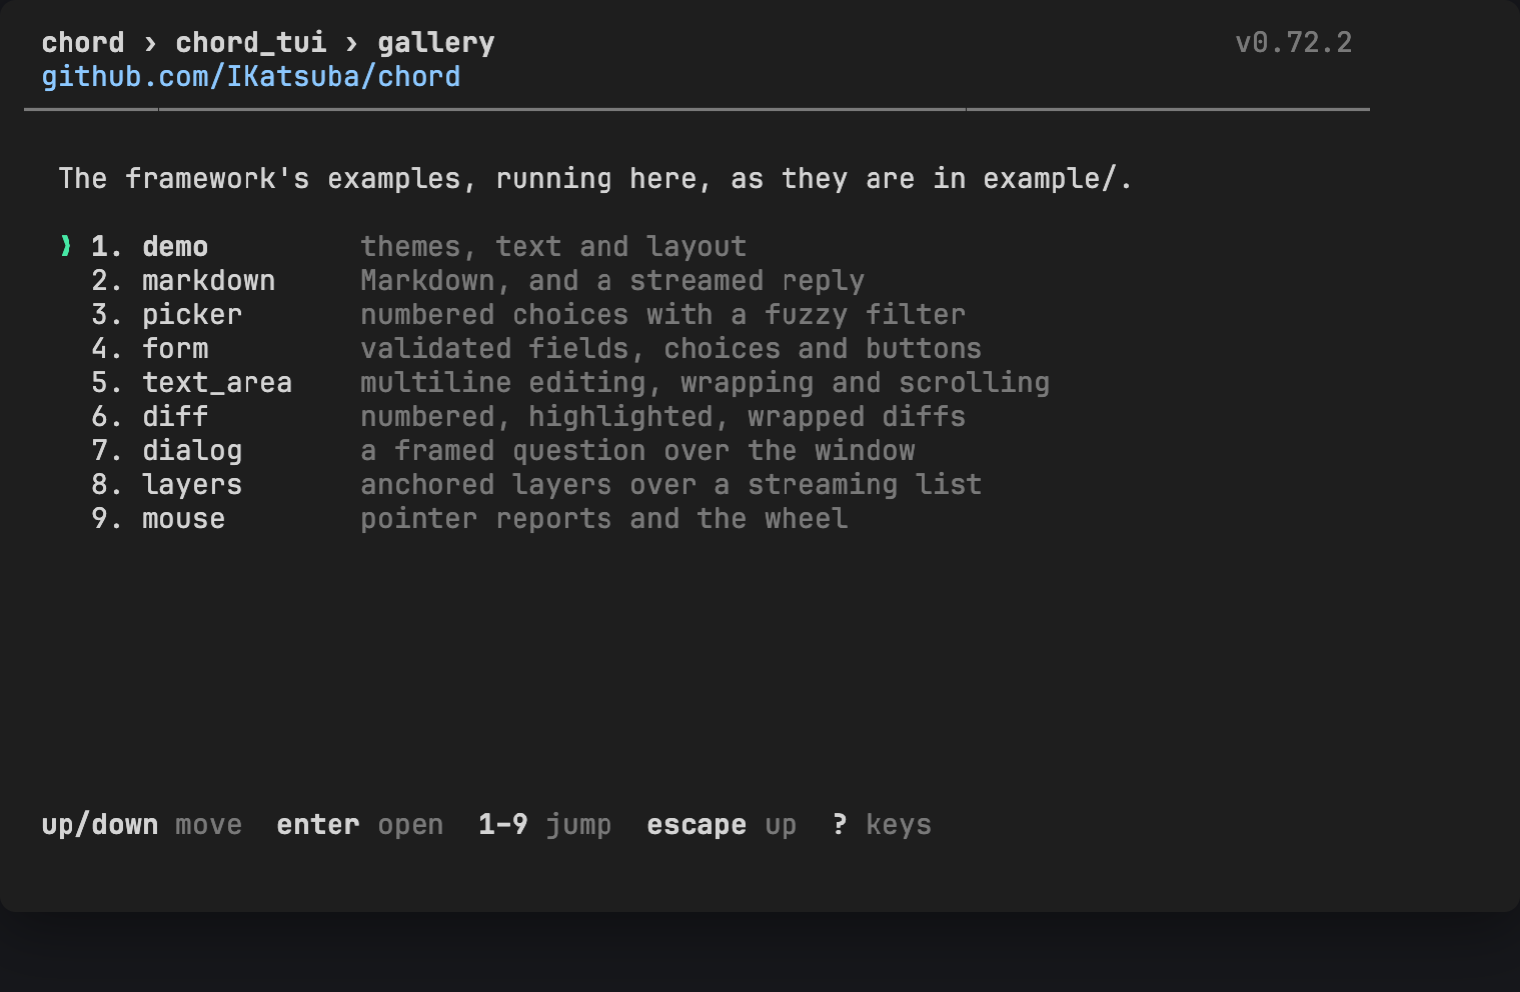 chord › chord_tui › gallery v0.72.2
github.com/IKatsuba/chord
The framework's examples, running here, as they are in example/.
❯ 1. demo themes, text and layout
2. markdown Markdown, and a streamed reply
3. picker numbered choices with a fuzzy filter
4. form validated fields, choices and buttons
5. text_area multiline editing, wrapping and scrolling
6. diff numbered, highlighted, wrapped diffs
7. dialog a framed question over the window
8. layers anchored layers over a streaming list
9. mouse pointer reports and the wheel
up/down move enter open 1-9 jump escape up ? keys